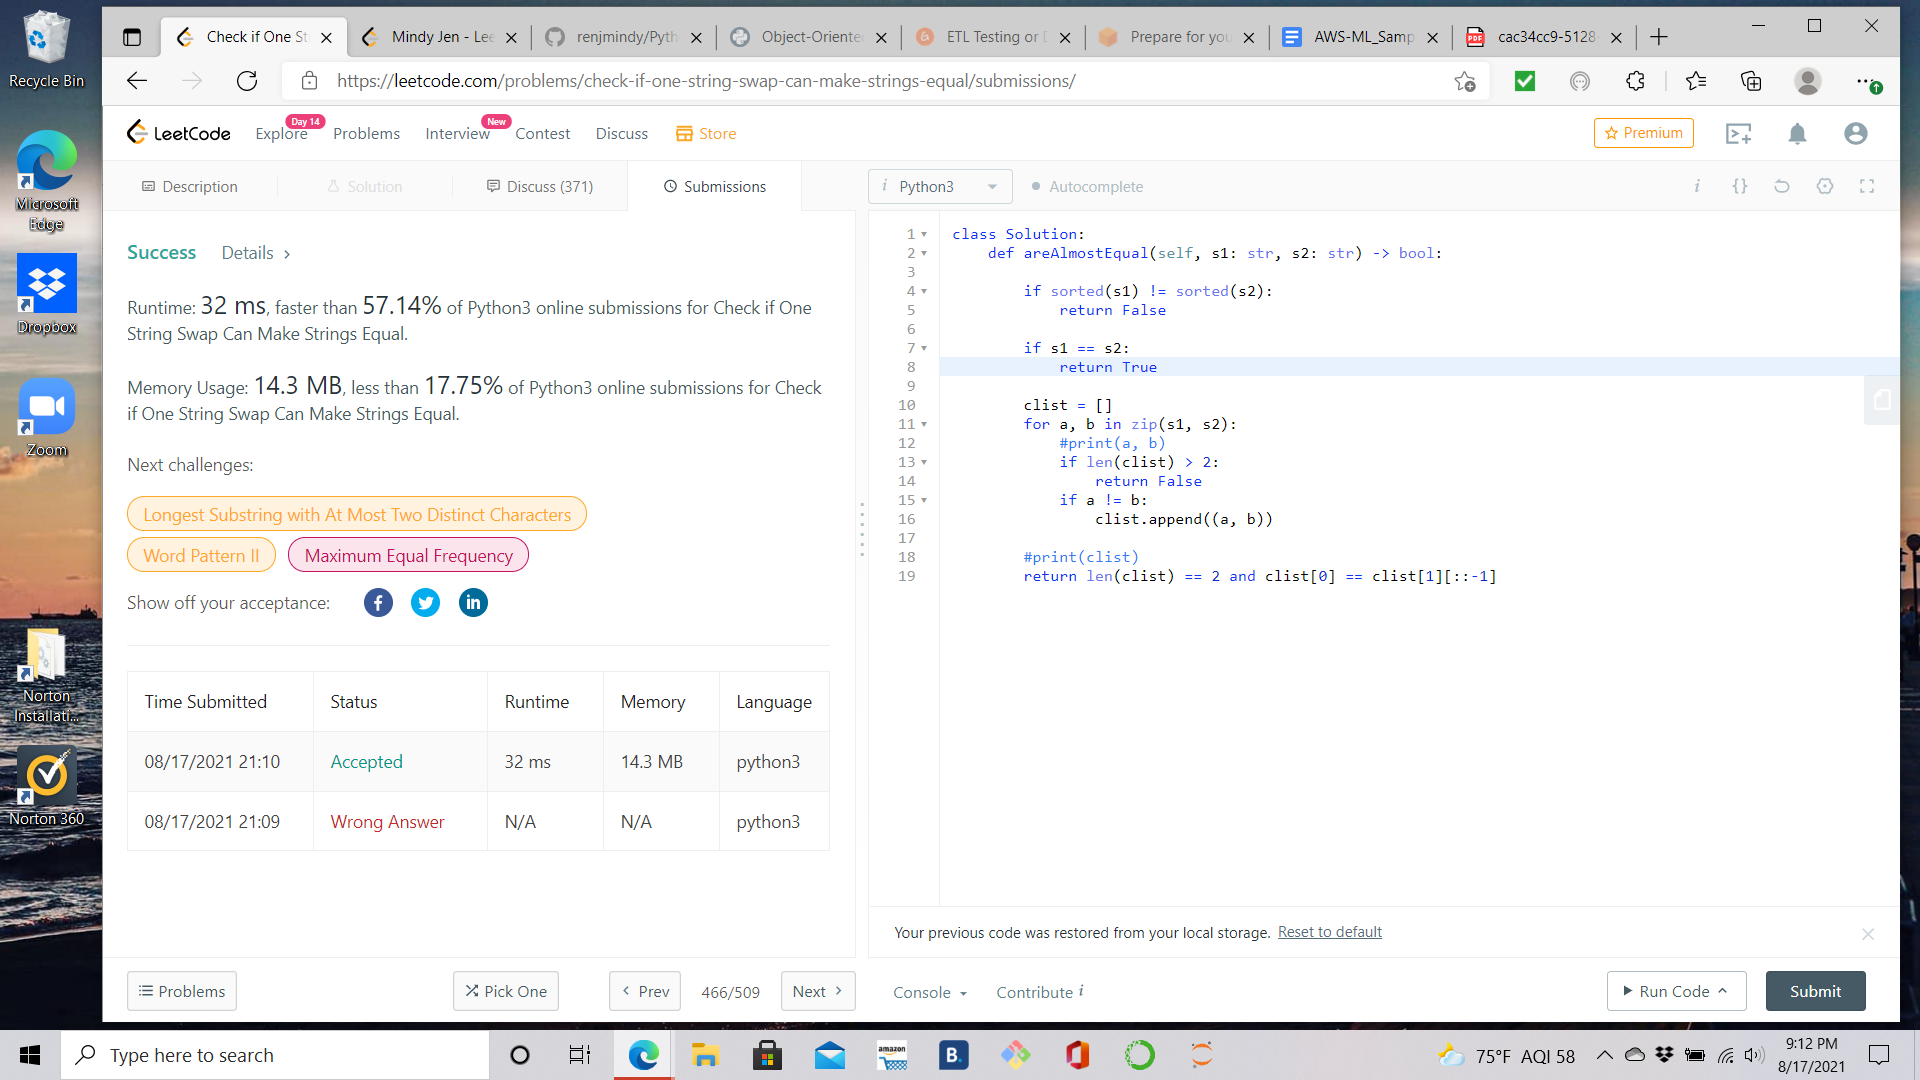 Recycle Bin
Microsoft
Edge
Dropbox
Zoom
Norton
Installati...
Norton 360
Check if One St
Mindy Jen - Lee
renjmindy/Pyth
Object-Oriente
ETL Testing or D
Prepare for you
AWS-ML_Samp
cac34cc9-5128-
https://leetcode.com/problems/check-if-one-string-swap-can-make-strings-equal/submissions/
LeetCode
Explore
Day 14
Problems
Interview
New
Contest
Discuss
Store
Premium
Description
Solution
Discuss (371)
Submissions
Success
Details
Runtime: 32 ms, faster than 57.14% of Python3 online submissions for Check if One
String Swap Can Make Strings Equal.
Memory Usage: 14.3 MB, less than 17.75% of Python3 online submissions for Check
if One String Swap Can Make Strings Equal.
Next challenges:
Longest Substring with At Most Two Distinct Characters
Word Pattern II
Maximum Equal Frequency
Show off your acceptance:
Time Submitted Status Runtime Memory Language
08/17/2021 21:10 Accepted 32 ms 14.3 MB python3
08/17/2021 21:09 Wrong Answer N/A N/A python3
Problems
Pick One
Prev
466/509
Next
i Python3
Autocomplete
i {}
1 class Solution:
2     def areAlmostEqual(self, s1: str, s2: str) -> bool:
3
4         if sorted(s1) != sorted(s2):
5             return False
6
7         if s1 == s2:
8             return True
9
10         clist = []
11         for a, b in zip(s1, s2):
12             #print(a, b)
13             if len(clist) > 2:
14                 return False
15             if a != b:
16                 clist.append((a, b))
17
18         #print(clist)
19         return len(clist) == 2 and clist[0] == clist[1][::-1]
Your previous code was restored from your local storage. Reset to default
Console
Contribute i
Run Code
Submit
Type here to search
amazon
B.
75°F AQI 58
9:12 PM
8/17/2021